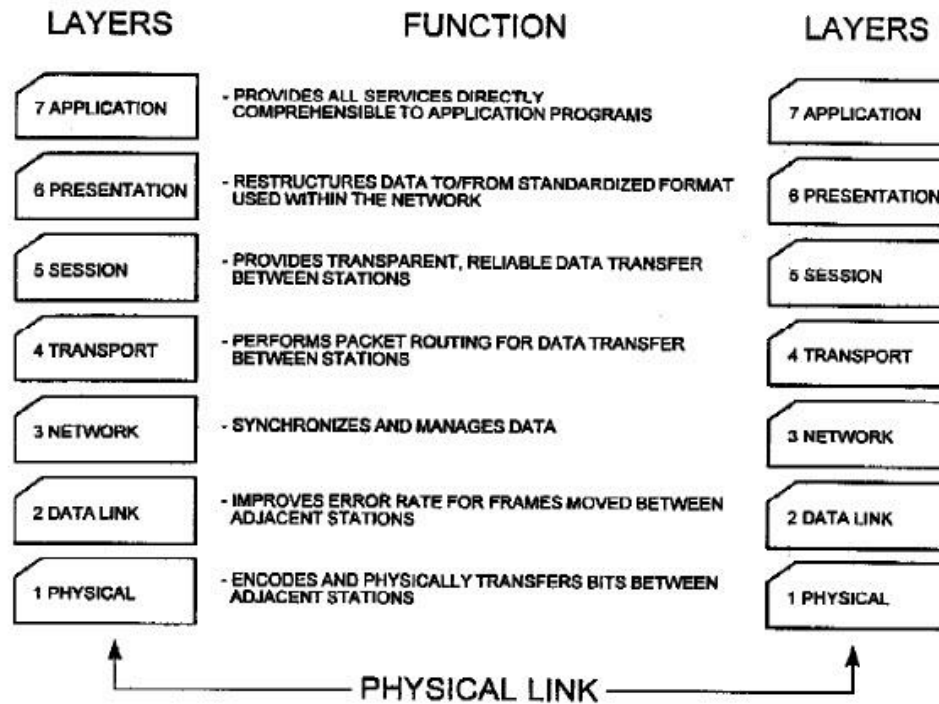 LAYERS FUNCTION LAYERS
7 APPLICATION - PROVIDES ALL SERVICES DIRECTLY 7 APPLICATION
COMPREHENSIBLE TO APPLICATION PROGRAMS
6 PRESENTATION - RESTRUCTURES DATA TO/FROM STANDARDIZED FORMAT 6 PRESENTATION
USED WITHIN THE NETWORK
5 SESSION - PROVIDES TRANSPARENT, RELIABLE DATA TRANSFER 5 SESSION
BETWEEN STATIONS
4 TRANSPORT - PERFORMS PACKET ROUTING FOR DATA TRANSFER 4 TRANSPORT
BETWEEN STATIONS
3 NETWORK - SYNCHRONIZES AND MANAGES DATA 3 NETWORK
2 DATA LINK - IMPROVES ERROR RATE FOR FRAMES MOVED BETWEEN 2 DATA LINK
ADJACENT STATIONS
1 PHYSICAL - ENCODES AND PHYSICALLY TRANSFERS BITS BETWEEN 1 PHYSICAL
ADJACENT STATIONS
PHYSICAL LINK